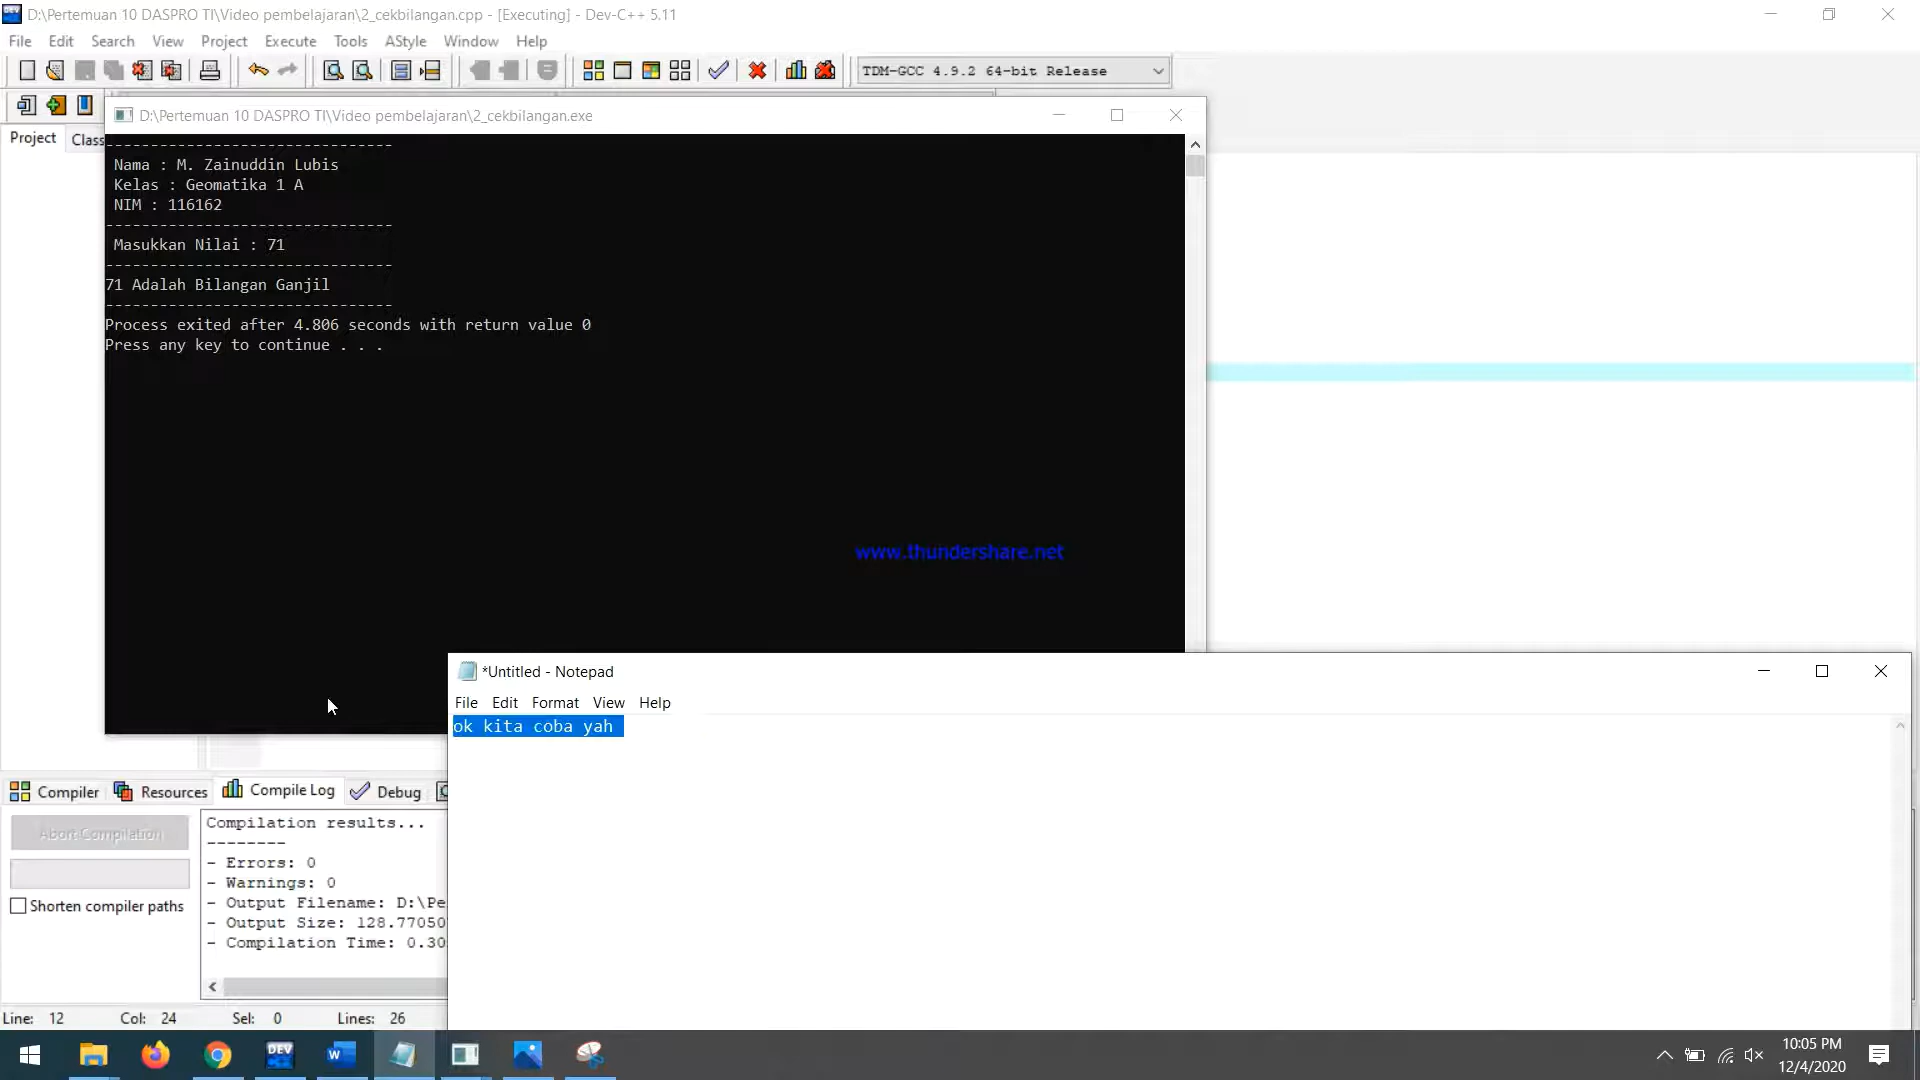 D:\Pertemuan 10 DASPRO TI\Video pembelajaran\2_cekbilangan.cpp - [Executing] - Dev-C++ 5.11
File Edit Search View Project Execute Tools AStyle Window Help
TDM-GCC 4.9.2 64-bit Release
D:\Pertemuan 10 DASPRO TI\Video pembelajaran\2_cekbilangan.exe
Project Class
--------------------------------
Nama : M. Zainuddin Lubis
Kelas : Geomatika 1 A
NIM : 116162
--------------------------------
Masukkan Nilai : 71
--------------------------------
71 Adalah Bilangan Ganjil
--------------------------------
Process exited after 4.806 seconds with return value 0
Press any key to continue . . .
www.thundershare.net
*Untitled - Notepad
File Edit Format View Help
ok kita coba yah
Compiler Resources Compile Log Debug
Abort Compilation
Shorten compiler paths
Compilation results...
--------
- Errors: 0
- Warnings: 0
- Output Filename: D:\Pe
- Output Size: 128.77050
- Compilation Time: 0.30
Line: 12 Col: 24 Sel: 0 Lines: 26
DEV
W
10:05 PM
12/4/2020